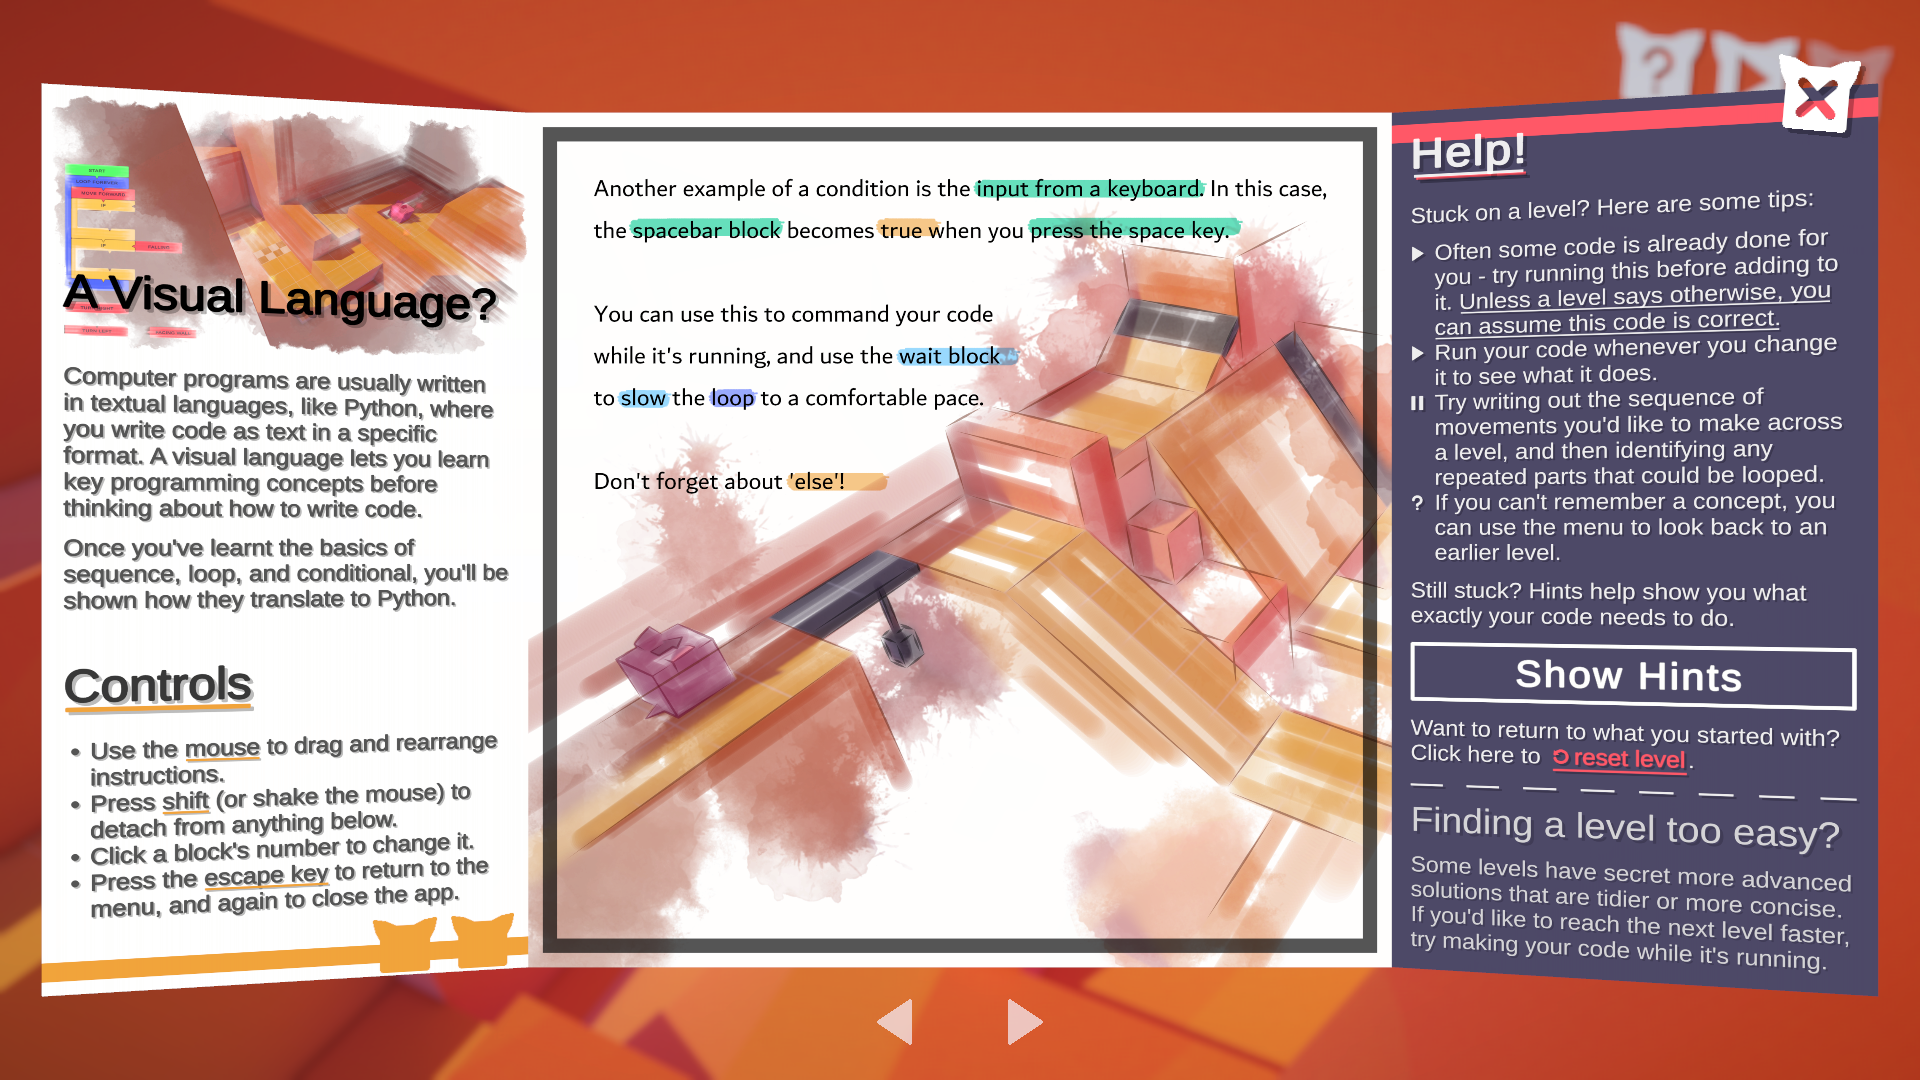 START
LOOP FOREVER
MOVE FORWARD
IF
IF
FALLING?
TURN LEFT
A Visual Language?
Computer programs are usually written
in textual languages, like Python, where
you write code as text in a specific
format. A visual language lets you learn
key programming concepts before
thinking about how to write code.
Once you've learnt the basics of
sequence, loop, and conditional, you'll be
shown how they translate to Python.
Controls
• Use the mouse to drag and rearrange
instructions.
• Press shift (or shake the mouse) to
detach from anything below.
• Click a block's number to change it.
• Press the escape key to return to the
menu, and again to close the app.
Another example of a condition is the input from a keyboard. In this case,
the spacebar block becomes true when you press the space key.
You can use this to command your code
while it's running, and use the wait block
to slow the loop to a comfortable pace.
Don't forget about 'else'!
?
Help!
Stuck on a level? Here are some tips:
Often some code is already done for
you - try running this before adding to
it. Unless a level says otherwise, you
can assume this code is correct.
Run your code whenever you change
it to see what it does.
Try writing out the sequence of
movements you'd like to make across
a level, and then identifying any
repeated parts that could be looped.
? If you can't remember a concept, you
can use the menu to look back to an
earlier level.
Still stuck? Hints help show you what
exactly your code needs to do.
Show Hints
Want to return to what you started with?
Click here to reset level.
Finding a level too easy?
Some levels have secret more advanced
solutions that are tidier or more concise.
If you'd like to reach the next level faster,
try making your code while it's running.